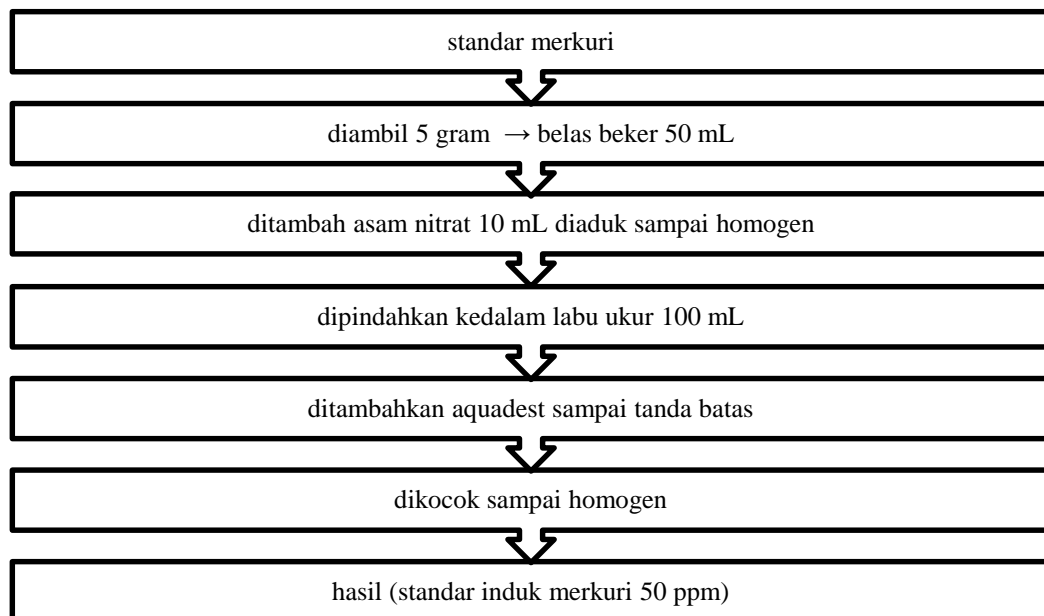 standar merkuri
diambil 5 gram → belas beker 50 mL
ditambah asam nitrat 10 mL diaduk sampai homogen
dipindahkan kedalam labu ukur 100 mL
ditambahkan aquadest sampai tanda batas
dikocok sampai homogen
hasil (standar induk merkuri 50 ppm)